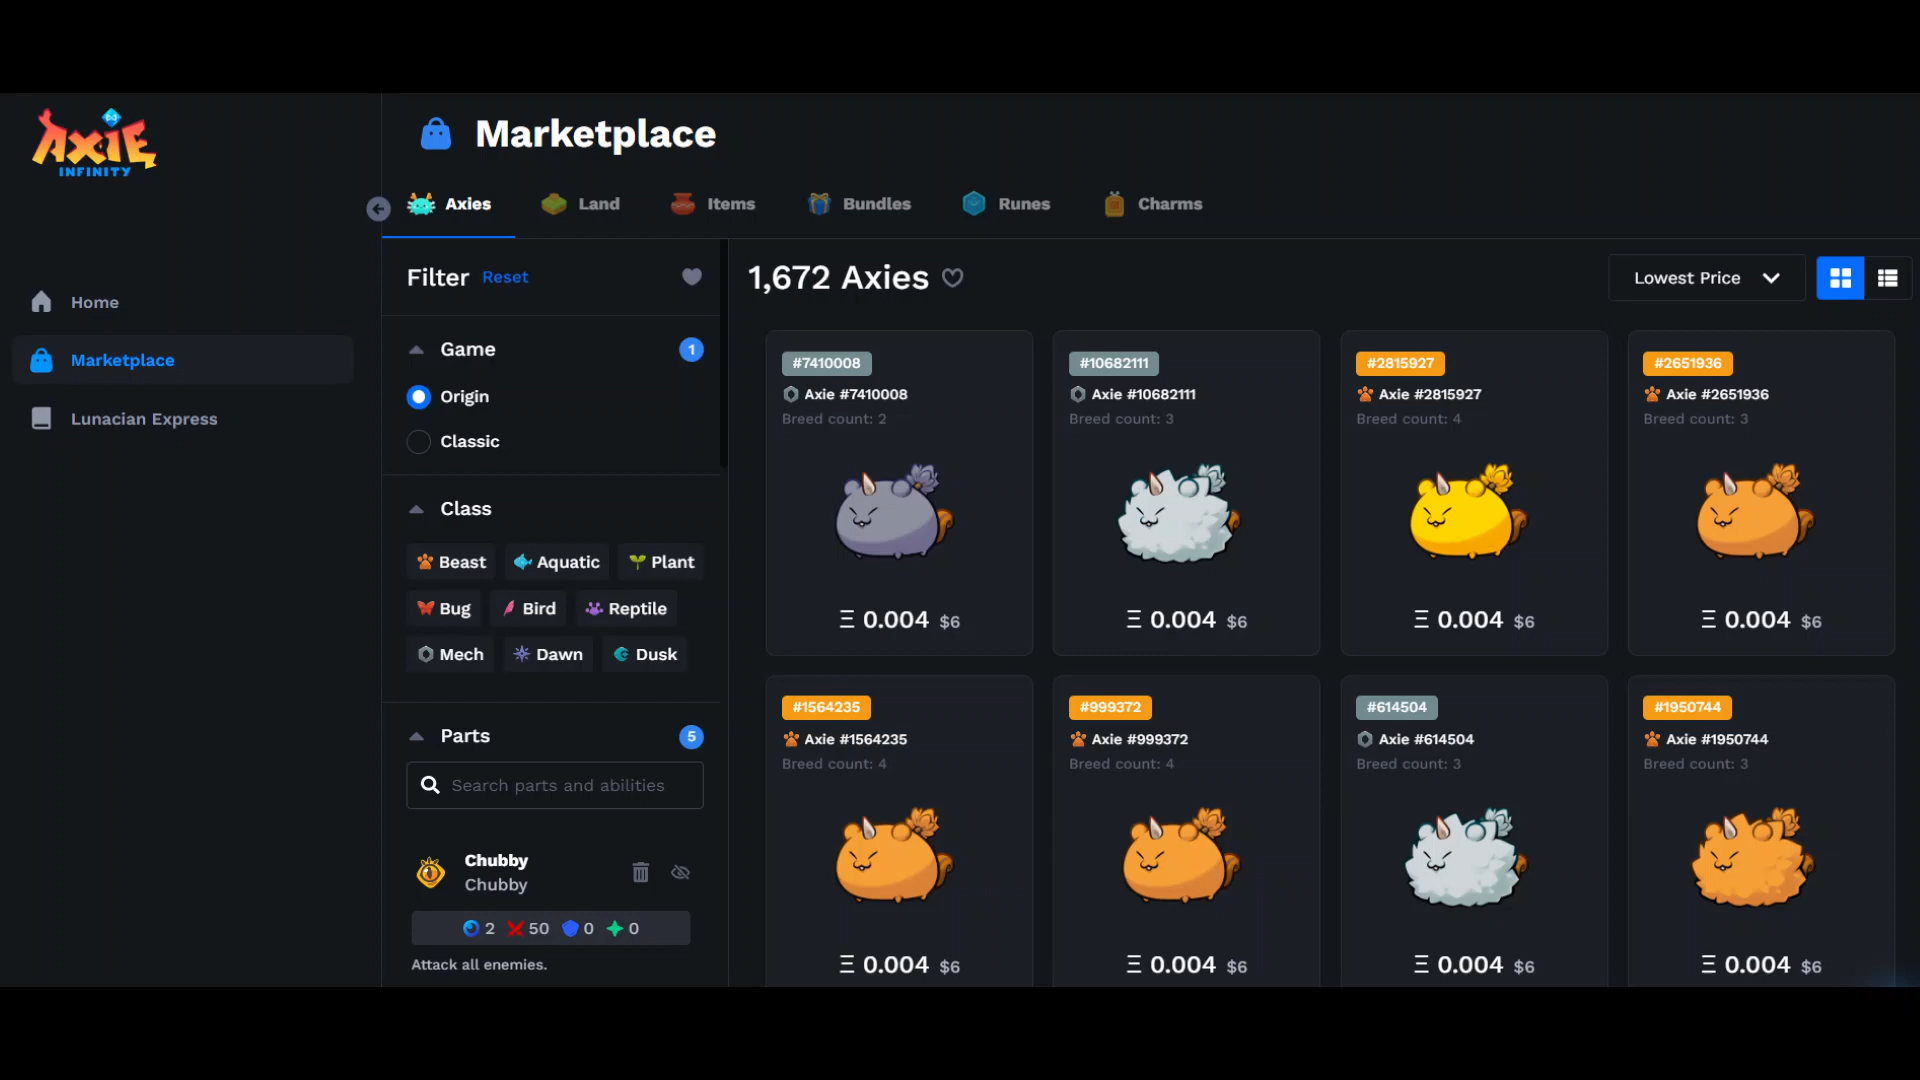 AXIE
INFINITY
Home
Marketplace
Lunacian Express
Marketplace
Axies Land Items Bundles Runes Charms
Filter Reset
Game 1
Origin
Classic
Class
Beast Aquatic Plant
Bug Bird Reptile
Mech Dawn Dusk
Parts 5
Search parts and abilities
Chubby
Chubby
2 50 0 0
Attack all enemies.
1,672 Axies
Lowest Price
#7410008
Axie #7410008
Breed count: 2
Ξ 0.004 $6
#10682111
Axie #10682111
Breed count: 3
Ξ 0.004 $6
#2815927
Axie #2815927
Breed count: 4
Ξ 0.004 $6
#2651936
Axie #2651936
Breed count: 3
Ξ 0.004 $6
#1564235
Axie #1564235
Breed count: 4
Ξ 0.004 $6
#999372
Axie #999372
Breed count: 4
Ξ 0.004 $6
#614504
Axie #614504
Breed count: 3
Ξ 0.004 $6
#1950744
Axie #1950744
Breed count: 3
Ξ 0.004 $6